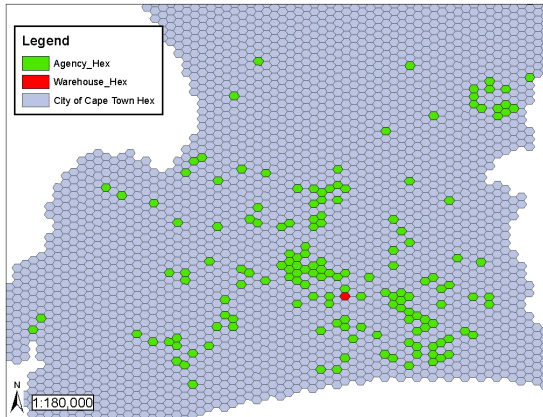 Legend
Agency_Hex
Warehouse_Hex
City of Cape Town Hex
N
1:180,000